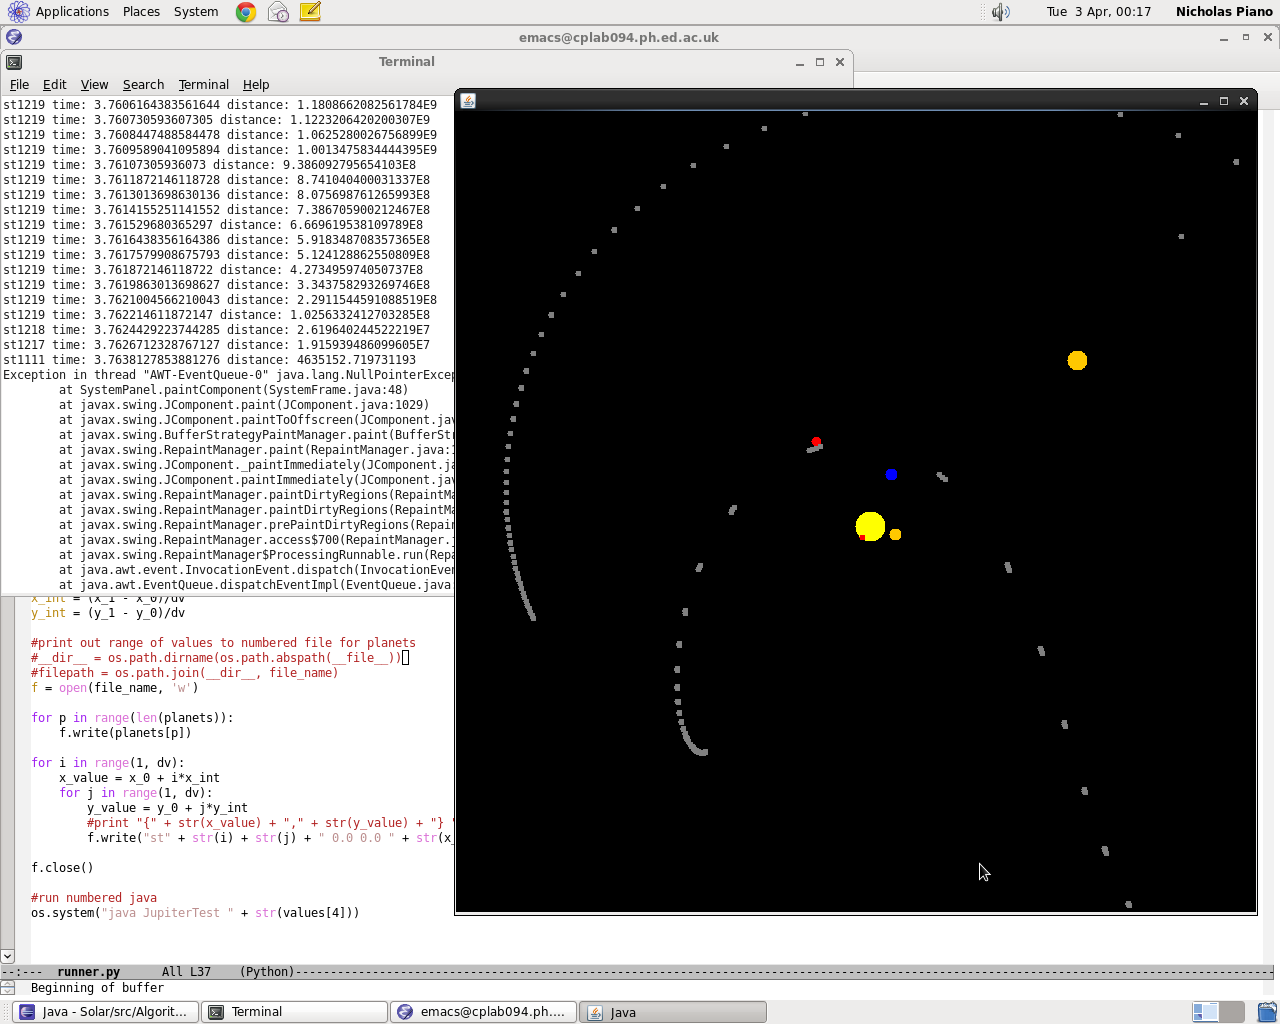 Applications Places System Tue 3 Apr, 00:17 Nicholas Piano
emacs@cplab094.ph.ed.ac.uk
Terminal
File Edit View Search Terminal Help
st1219 time: 3.7606164383561644 distance: 1.1808662082561784E9
st1219 time: 3.760730593607305 distance: 1.1223206420200307E9
st1219 time: 3.7608447488584478 distance: 1.0625280026756899E9
st1219 time: 3.7609589041095894 distance: 1.0013475834444395E9
st1219 time: 3.76107305936073 distance: 9.386092795654103E8
st1219 time: 3.7611872146118728 distance: 8.741040400031337E8
st1219 time: 3.7613013698630136 distance: 8.075698761265993E8
st1219 time: 3.7614155251141552 distance: 7.386705900212467E8
st1219 time: 3.761529680365297 distance: 6.669619538109789E8
st1219 time: 3.7616438356164386 distance: 5.918348708357365E8
st1219 time: 3.7617579908675793 distance: 5.124128862550809E8
st1219 time: 3.761872146118722 distance: 4.273495974050737E8
st1219 time: 3.7619863013698627 distance: 3.343758293269746E8
st1219 time: 3.7621004566210043 distance: 2.2911544591088519E8
st1219 time: 3.762214611872147 distance: 1.0256332412703285E8
st1218 time: 3.7624429223744285 distance: 2.619640244522219E7
st1217 time: 3.7626712328767127 distance: 1.915939486099605E7
st1111 time: 3.7638127853881276 distance: 4635152.719731193
Exception in thread "AWT-EventQueue-0" java.lang.NullPointerExcep
at SystemPanel.paintComponent(SystemFrame.java:48)
at javax.swing.JComponent.paint(JComponent.java:1029)
at javax.swing.JComponent.paintToOffscreen(JComponent.jav
at javax.swing.BufferStrategyPaintManager.paint(BufferStr
at javax.swing.RepaintManager.paint(RepaintManager.java:1
at javax.swing.JComponent._paintImmediately(JComponent.ja
at javax.swing.JComponent.paintImmediately(JComponent.jav
at javax.swing.RepaintManager.paintDirtyRegions(RepaintMa
at javax.swing.RepaintManager.paintDirtyRegions(RepaintMa
at javax.swing.RepaintManager.prePaintDirtyRegions(Repain
at javax.swing.RepaintManager.access$700(RepaintManager.j
at javax.swing.RepaintManager$ProcessingRunnable.run(Repa
at java.awt.event.InvocationEvent.dispatch(InvocationEven
at java.awt.EventQueue.dispatchEventImpl(EventQueue.java
x_int = (x_1 - x_0)/dv
y_int = (y_1 - y_0)/dv
#print out range of values to numbered file for planets
#__dir__ = os.path.dirname(os.path.abspath(__file__))
#filepath = os.path.join(__dir__, file_name)
f = open(file_name, 'w')
for p in range(len(planets)):
f.write(planets[p])
for i in range(1, dv):
x_value = x_0 + i*x_int
for j in range(1, dv):
y_value = y_0 + j*y_int
#print "{" + str(x_value) + "," + str(y_value) + "} "
f.write("st" + str(i) + str(j) + " 0.0 0.0 " + str(x_
f.close()
#run numbered java
os.system("java JupiterTest " + str(values[4]))
--:--- runner.py All L37 (Python)
Beginning of buffer
Java - Solar/src/Algorit... Terminal emacs@cplab094.ph.... Java